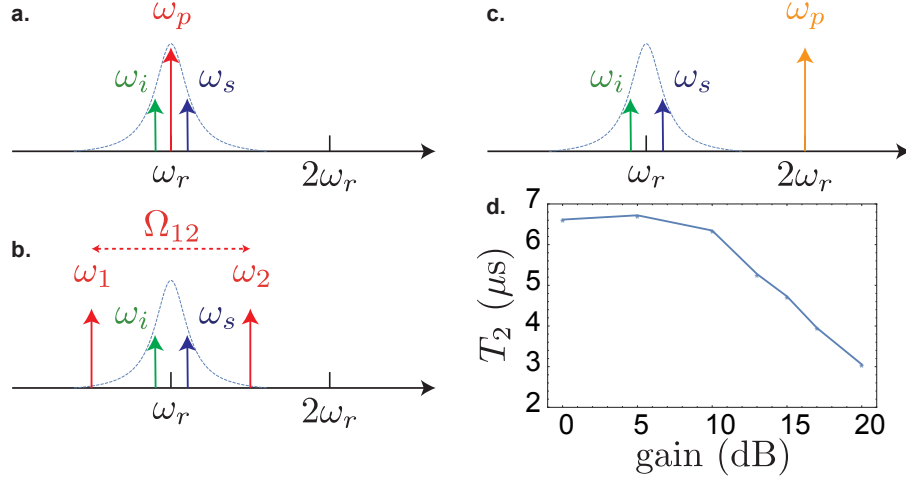 a.
ω_p
ω_i
ω_s
ω_r
2ω_r
b.
Ω_12
ω_1
ω_2
ω_i
ω_s
ω_r
2ω_r
c.
ω_p
ω_i
ω_s
ω_r
2ω_r
d.
7
6
5
4
3
2
T_2 (μs)
0 5 10 15 20
gain (dB)